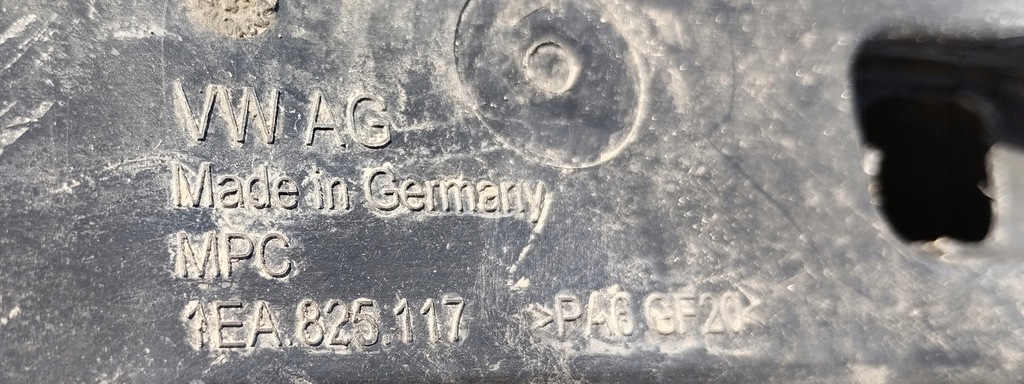 VW AG
Made in Germany
MPC
1EA.825.117 >PA6.GF20<